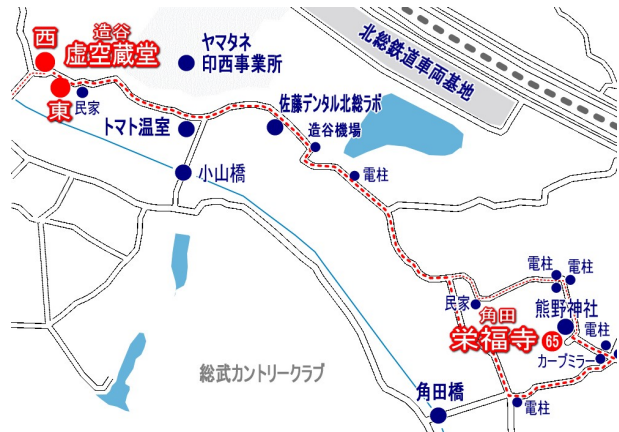 西
造谷
虚空蔵堂
東
民家
ヤマタネ
印西事業所
北総鉄道車両基地
トマト温室
佐藤デンタル北総ラボ
造谷機場
小山橋
電柱
電柱
電柱
民家
角田
栄福寺
65
熊野神社
電柱
カーブミラー
総武カントリークラブ
角田橋
電柱